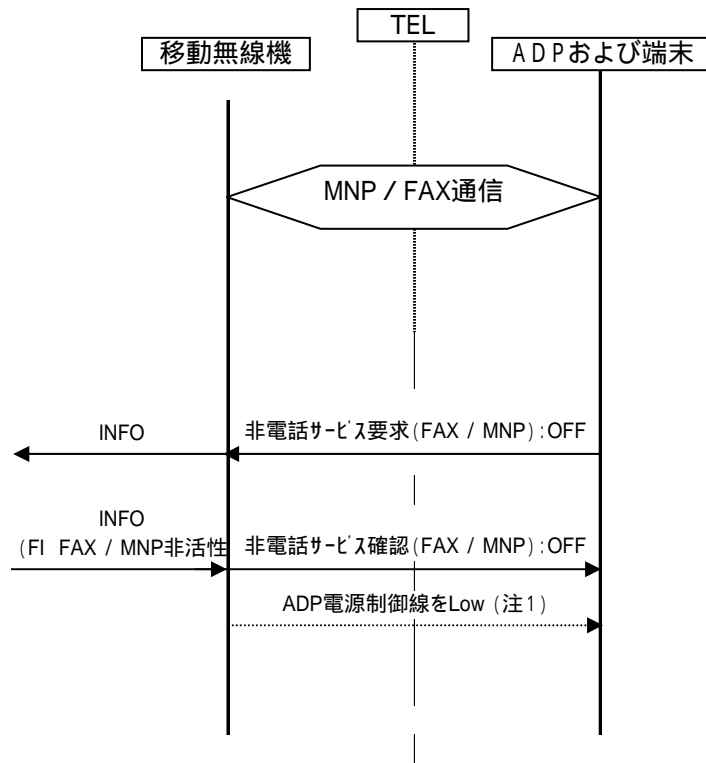 TEL
移動無線機
ADPおよび端末
MNP/FAX通信
INFO
非電話ｻｰﾋﾞｽ要求(FAX / MNP):OFF
INFO
(FI FAX / MNP非活性
非電話ｻｰﾋﾞｽ確認(FAX / MNP):OFF
ADP電源制御線をLow (注1)